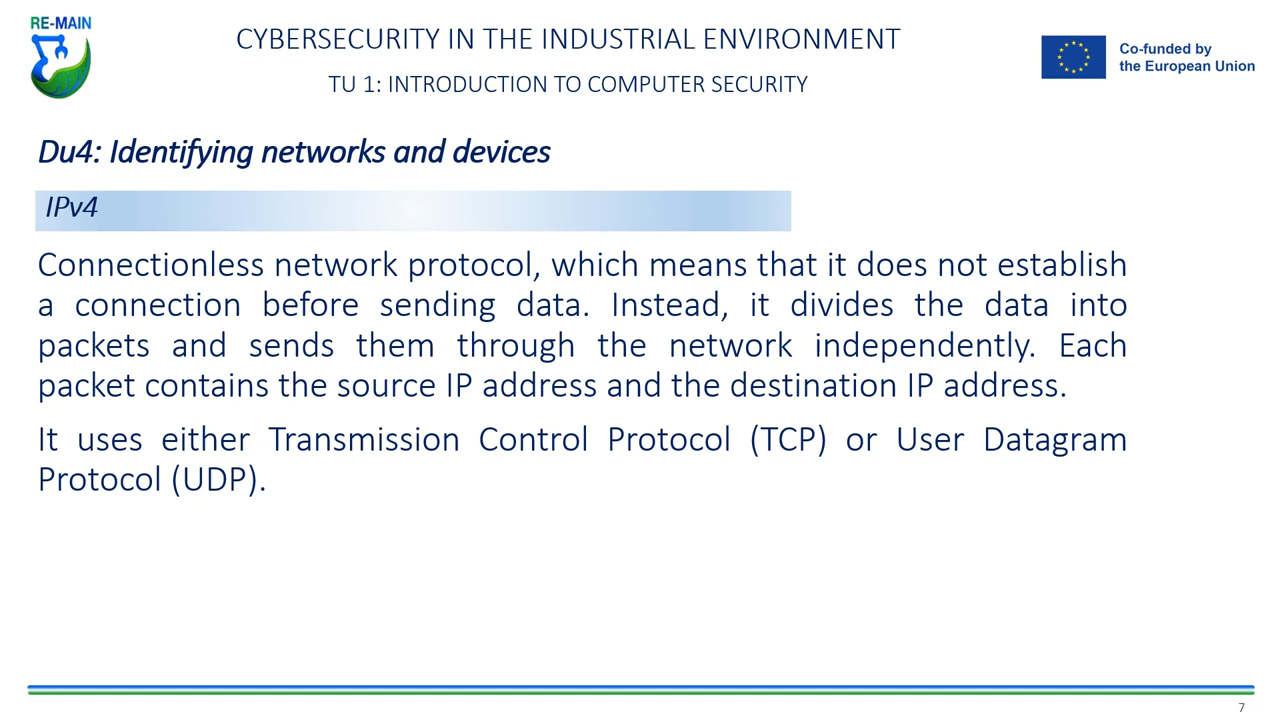 RE-MAIN
CYBERSECURITY IN THE INDUSTRIAL ENVIRONMENT
TU 1: INTRODUCTION TO COMPUTER SECURITY
Co-funded by
the European Union
Du4: Identifying networks and devices
IPv4
Connectionless network protocol, which means that it does not establish
a connection before sending data. Instead, it divides the data into
packets and sends them through the network independently. Each
packet contains the source IP address and the destination IP address.
It uses either Transmission Control Protocol (TCP) or User Datagram
Protocol (UDP).
7